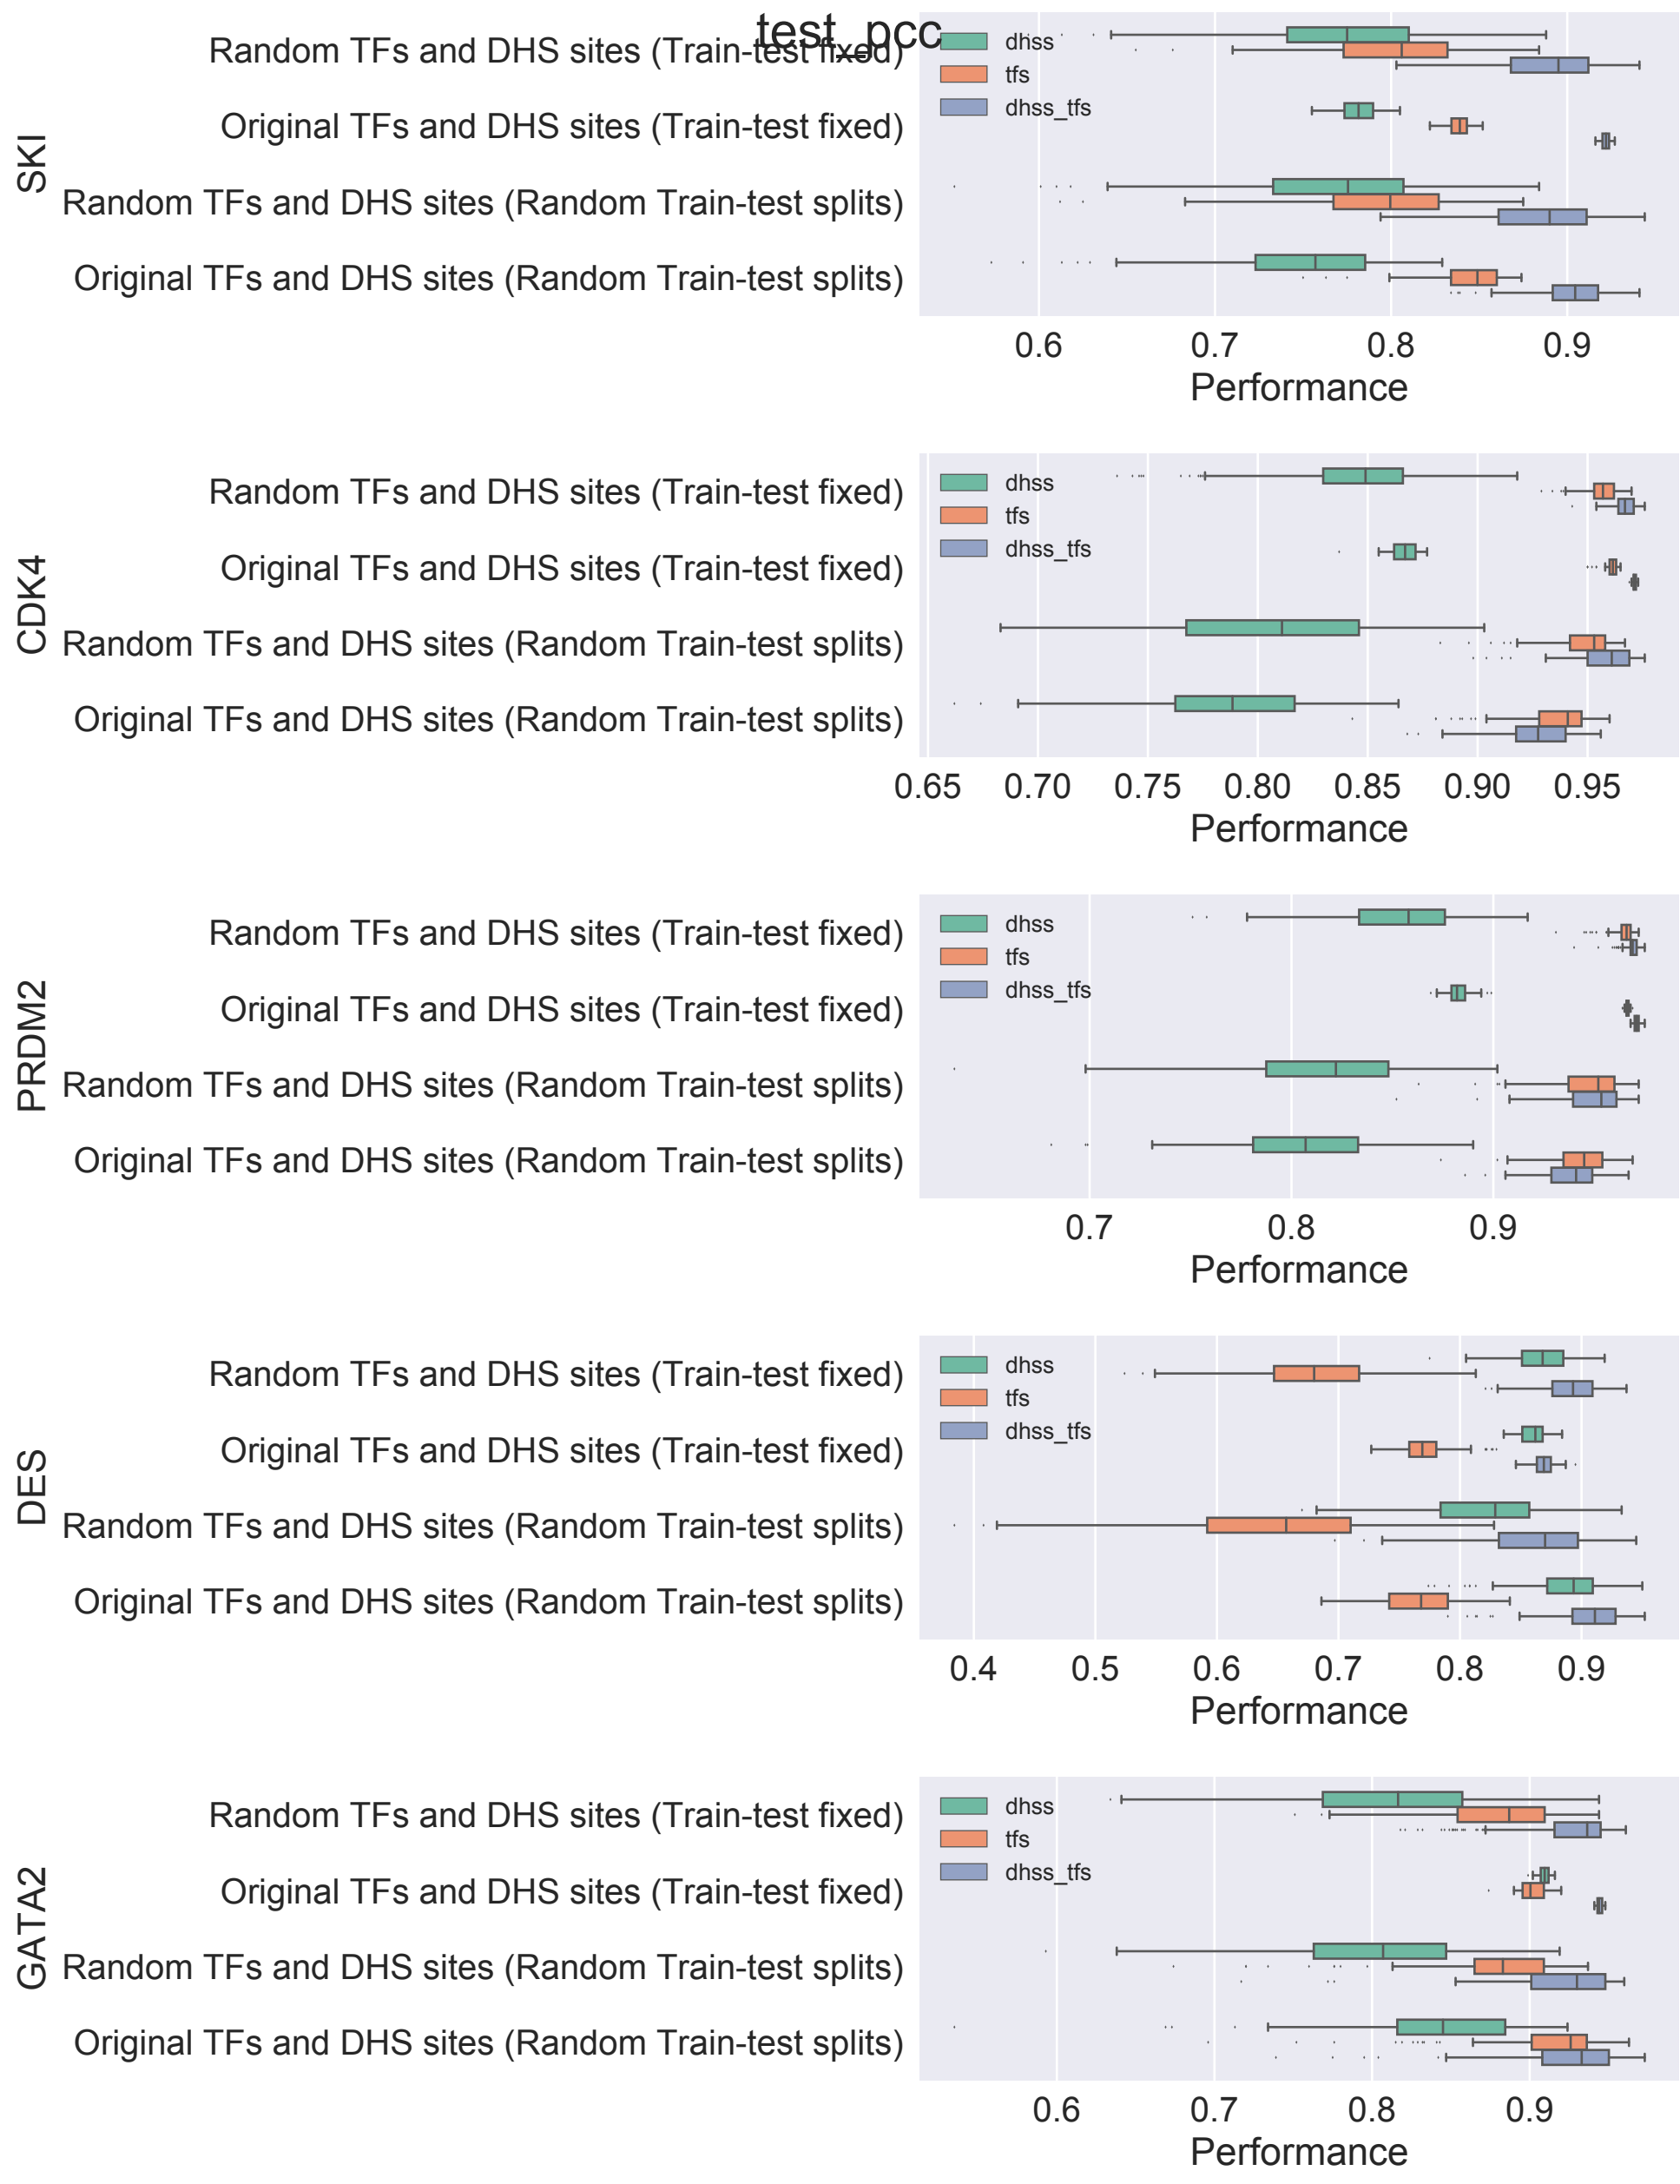 test_pcc
SKI
Random TFs and DHS sites (Train-test fixed)
Original TFs and DHS sites (Train-test fixed)
Random TFs and DHS sites (Random Train-test splits)
Original TFs and DHS sites (Random Train-test splits)
dhss
tfs
dhss_tfs
0.6 0.7 0.8 0.9
Performance
CDK4
Random TFs and DHS sites (Train-test fixed)
Original TFs and DHS sites (Train-test fixed)
Random TFs and DHS sites (Random Train-test splits)
Original TFs and DHS sites (Random Train-test splits)
dhss
tfs
dhss_tfs
0.65 0.70 0.75 0.80 0.85 0.90 0.95
Performance
PRDM2
Random TFs and DHS sites (Train-test fixed)
Original TFs and DHS sites (Train-test fixed)
Random TFs and DHS sites (Random Train-test splits)
Original TFs and DHS sites (Random Train-test splits)
dhss
tfs
dhss_tfs
0.7 0.8 0.9
Performance
DES
Random TFs and DHS sites (Train-test fixed)
Original TFs and DHS sites (Train-test fixed)
Random TFs and DHS sites (Random Train-test splits)
Original TFs and DHS sites (Random Train-test splits)
dhss
tfs
dhss_tfs
0.4 0.5 0.6 0.7 0.8 0.9
Performance
GATA2
Random TFs and DHS sites (Train-test fixed)
Original TFs and DHS sites (Train-test fixed)
Random TFs and DHS sites (Random Train-test splits)
Original TFs and DHS sites (Random Train-test splits)
dhss
tfs
dhss_tfs
0.6 0.7 0.8 0.9
Performance